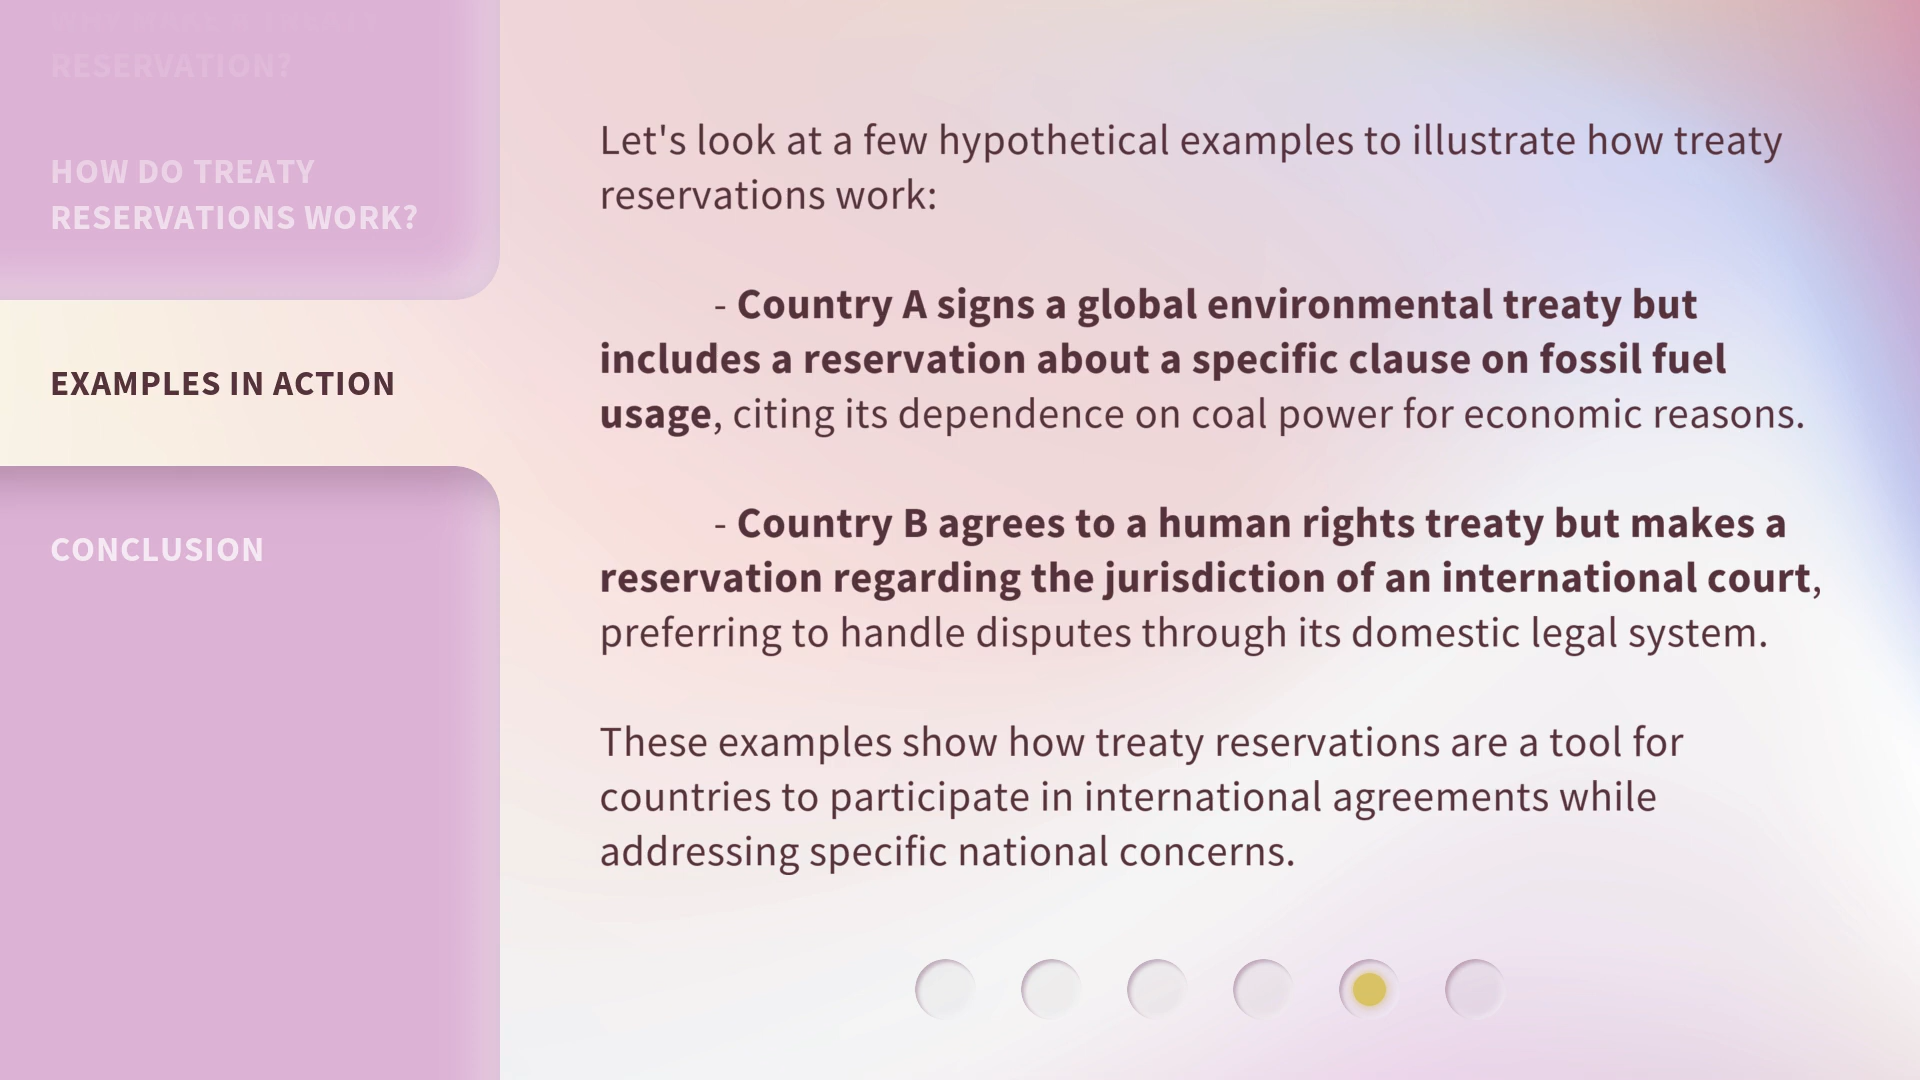 RESERVATION?
HOW DO TREATY
RESERVATIONS WORK?
EXAMPLES IN ACTION
CONCLUSION
Let's look at a few hypothetical examples to illustrate how treaty
reservations work:
- Country A signs a global environmental treaty but
includes a reservation about a specific clause on fossil fuel
usage, citing its dependence on coal power for economic reasons.
- Country B agrees to a human rights treaty but makes a
reservation regarding the jurisdiction of an international court,
preferring to handle disputes through its domestic legal system.
These examples show how treaty reservations are a tool for
countries to participate in international agreements while
addressing specific national concerns.